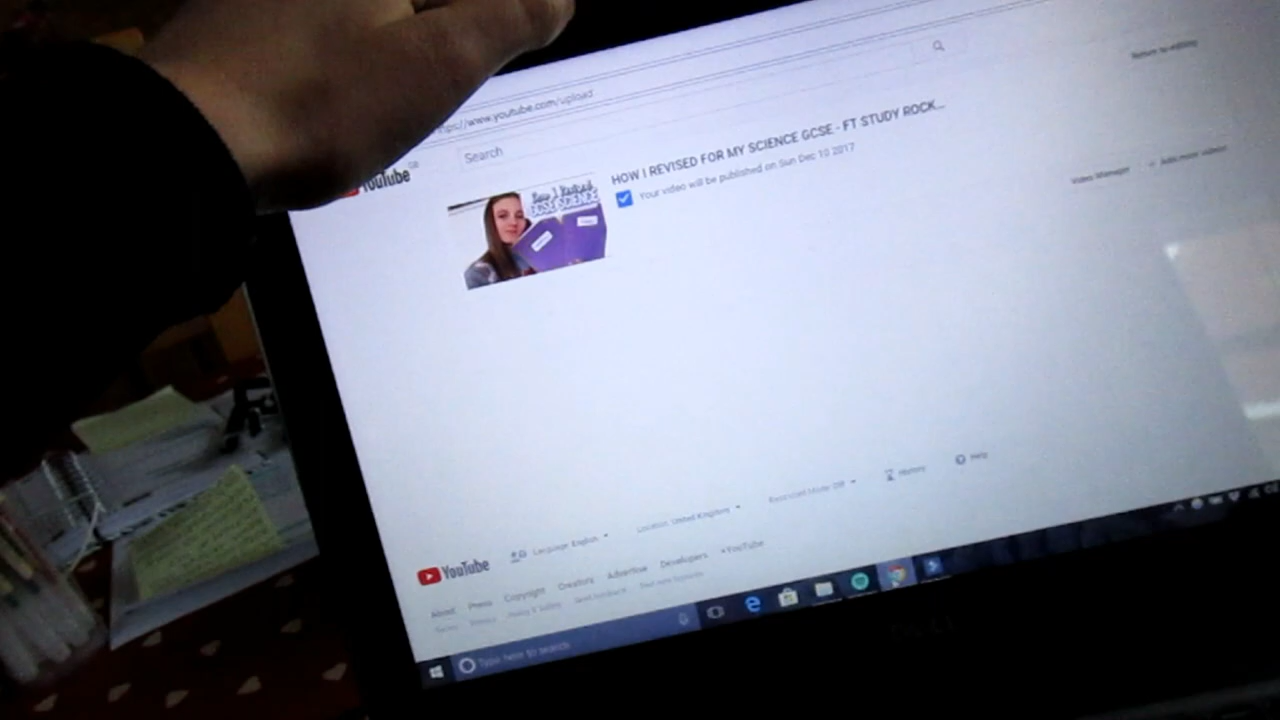 https://www.youtube.com/upload
YouTube GB
Search
Return to editing
HOW I REVISED FOR MY SCIENCE GCSE - FT STUDY ROCK...
Your video will be published on Sun Dec 10 2017
How I Revised
GCSE SCIENCE
Video Manager + Add more videos
YouTube Language: English Location: United Kingdom Restricted Mode: Off History Help
About Press Copyright Creators Advertise Developers +YouTube
Terms Privacy Policy & Safety Send feedback Test new features
Type here to search
DELL